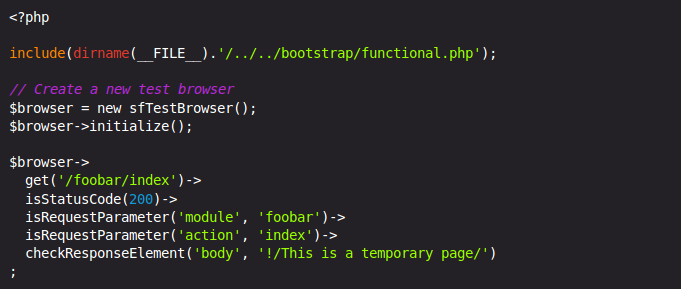 <?php
include(dirname(__FILE__).'/../../bootstrap/functional.php');
// Create a new test browser
$browser = new sfTestBrowser();
$browser->initialize();
$browser->
get('/foobar/index')->
isStatusCode(200)->
isRequestParameter('module', 'foobar')->
isRequestParameter('action', 'index')->
checkResponseElement('body', '!/This is a temporary page/')
;